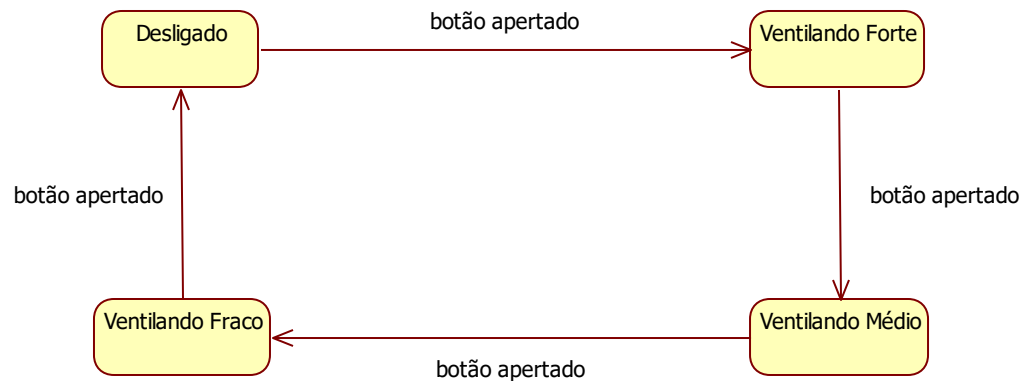 botão apertado
Desligado
Ventilando Forte
botão apertado
botão apertado
Ventilando Fraco
Ventilando Médio
botão apertado